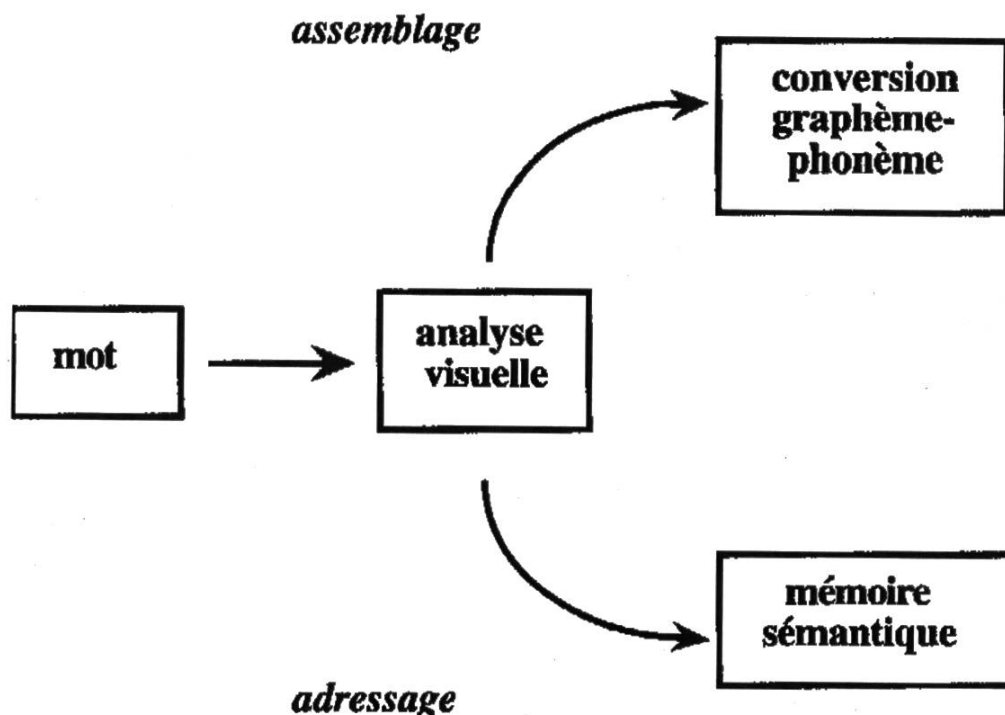 assemblage
conversion
graphème-
phonème
mot
analyse
visuelle
mémoire
sémantique
adressage